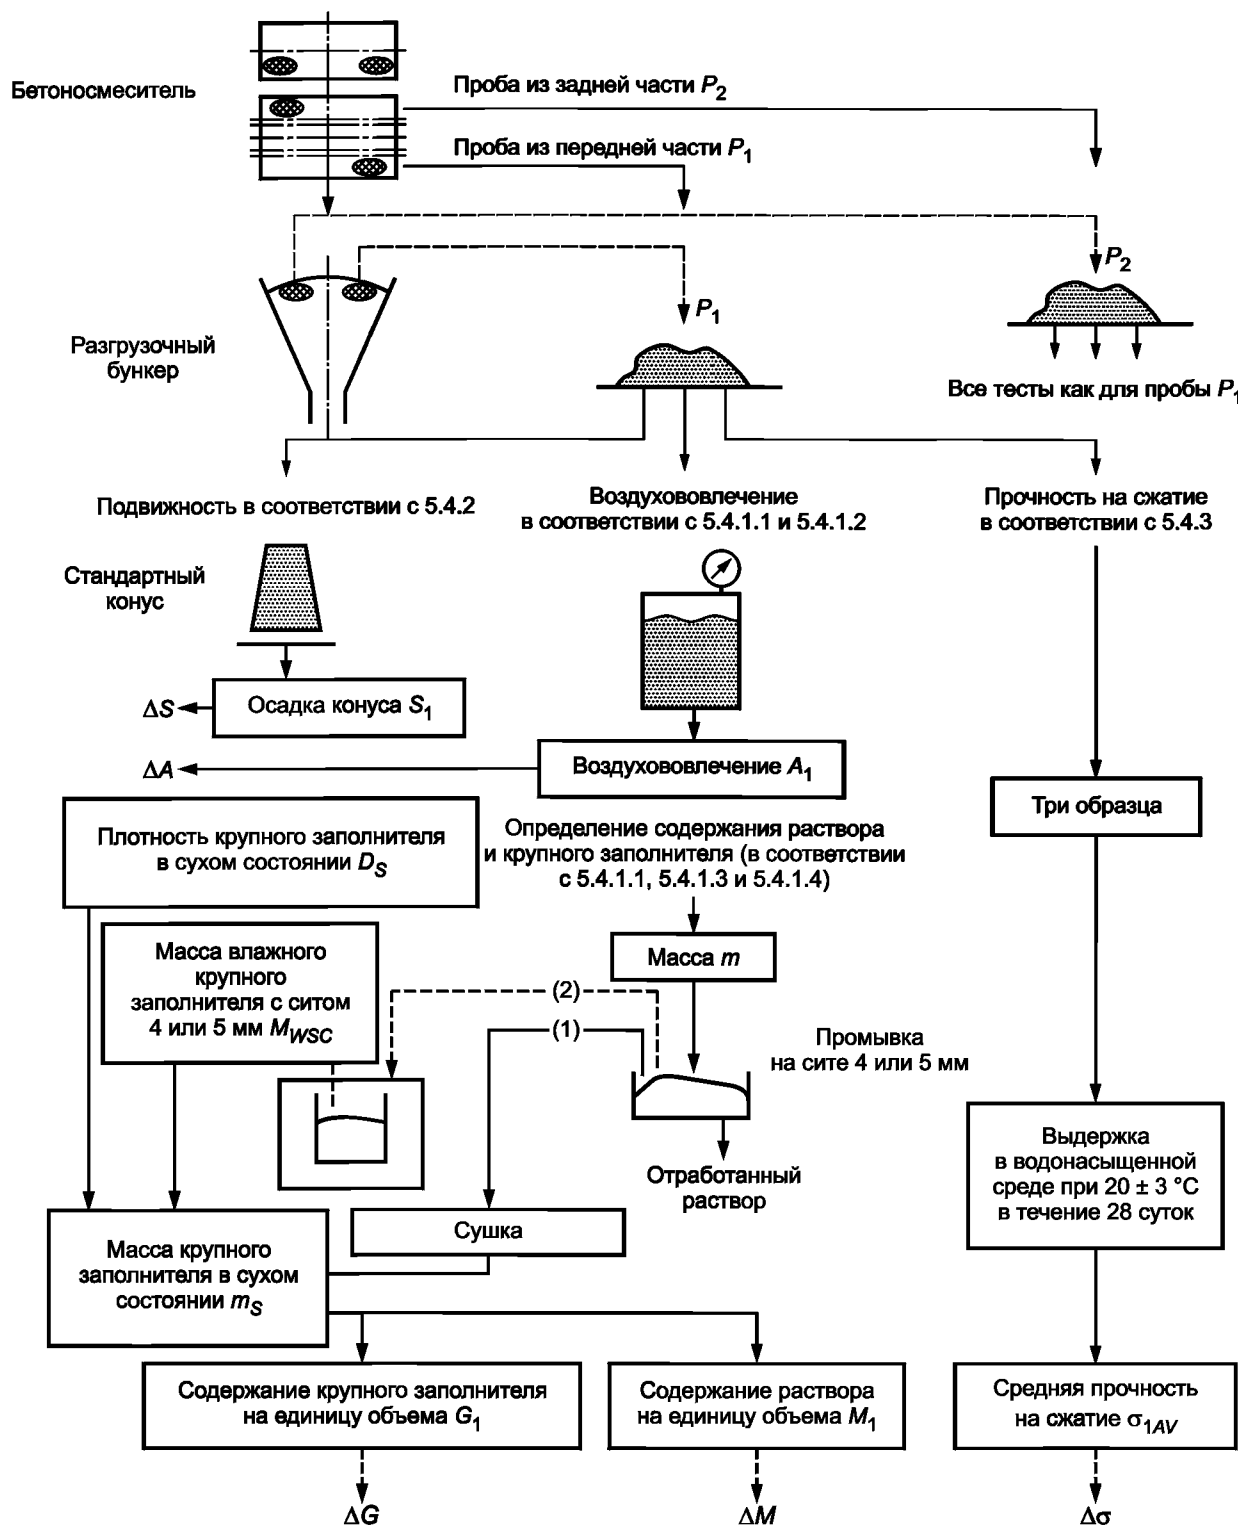 Бетоносмеситель
Проба из задней части P2
Проба из передней части P1
P2
P1
Разгрузочный
бункер
Все тесты как для пробы P1
Подвижность в соответствии с 5.4.2
Воздухововлечение
в соответствии с 5.4.1.1 и 5.4.1.2
Прочность на сжатие
в соответствии с 5.4.3
Стандартный
конус
Осадка конуса S1
ΔS
Воздухововлечение A1
ΔA
Три образца
Плотность крупного заполнителя
в сухом состоянии DS
Определение содержания раствора
и крупного заполнителя (в соответствии
с 5.4.1.1, 5.4.1.3 и 5.4.1.4)
Масса влажного
крупного
заполнителя с ситом
4 или 5 мм MWSC
Масса m
(2)
(1)
Промывка
на сите 4 или 5 мм
Отработанный
раствор
Выдержка
в водонасыщенной
среде при 20 ± 3 °C
в течение 28 суток
Сушка
Масса крупного
заполнителя в сухом
состоянии mS
Содержание крупного заполнителя
на единицу объема G1
Содержание раствора
на единицу объема M1
Средняя прочность
на сжатие σ1AV
ΔG
ΔM
Δσ